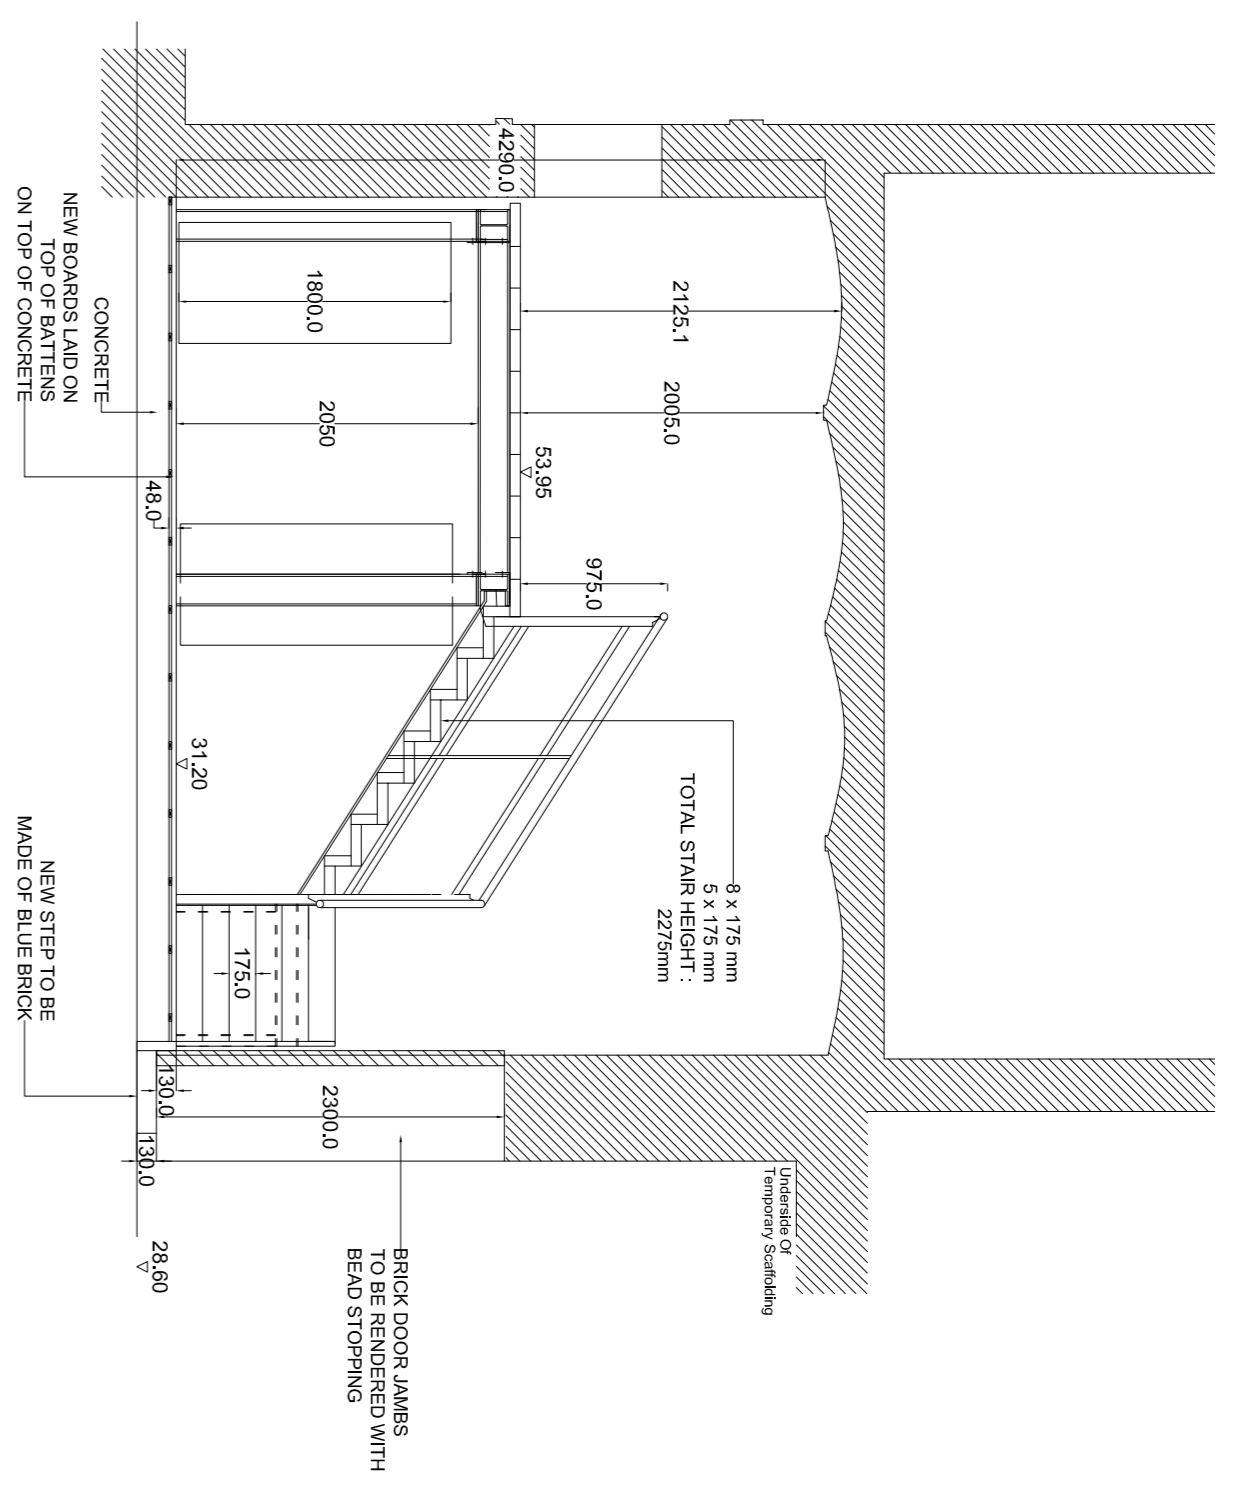 4290.0
2125.1
2005.0
1800.0
2050
53.95
975.0
48.0
CONCRETE
NEW BOARDS LAID ON
TOP OF BATTENS
ON TOP OF CONCRETE
31.20
8 x 175 mm
5 x 175 mm
TOTAL STAIR HEIGHT :
2275mm
175.0
NEW STEP TO BE
MADE OF BLUE BRICK
130.0
2300.0
130.0
28.60
Underside Of
Temporary Scaffolding
BRICK DOOR JAMBS
TO BE RENDERED WITH
BEAD STOPPING